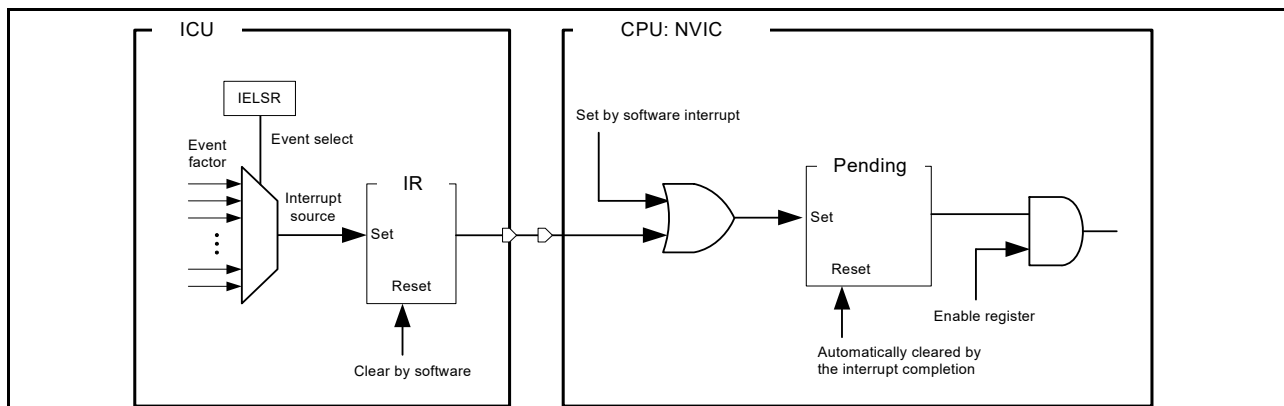 ICU
CPU: NVIC
IELSR
Event select
Event
factor
Interrupt
source
IR
Set
Reset
Clear by software
Set by software interrupt
Pending
Set
Reset
Enable register
Automatically cleared by
the interrupt completion